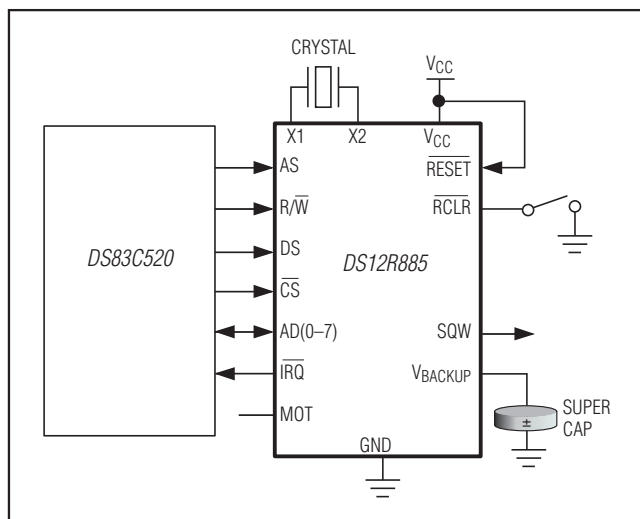 CRYSTAL
VCC
X1 X2 VCC
AS
RESET
R/W
RCLR
DS
DS83C520
DS12R885
CS
AD(0–7)
SQW
IRQ
VBACKUP
MOT
SUPER
CAP
±
GND